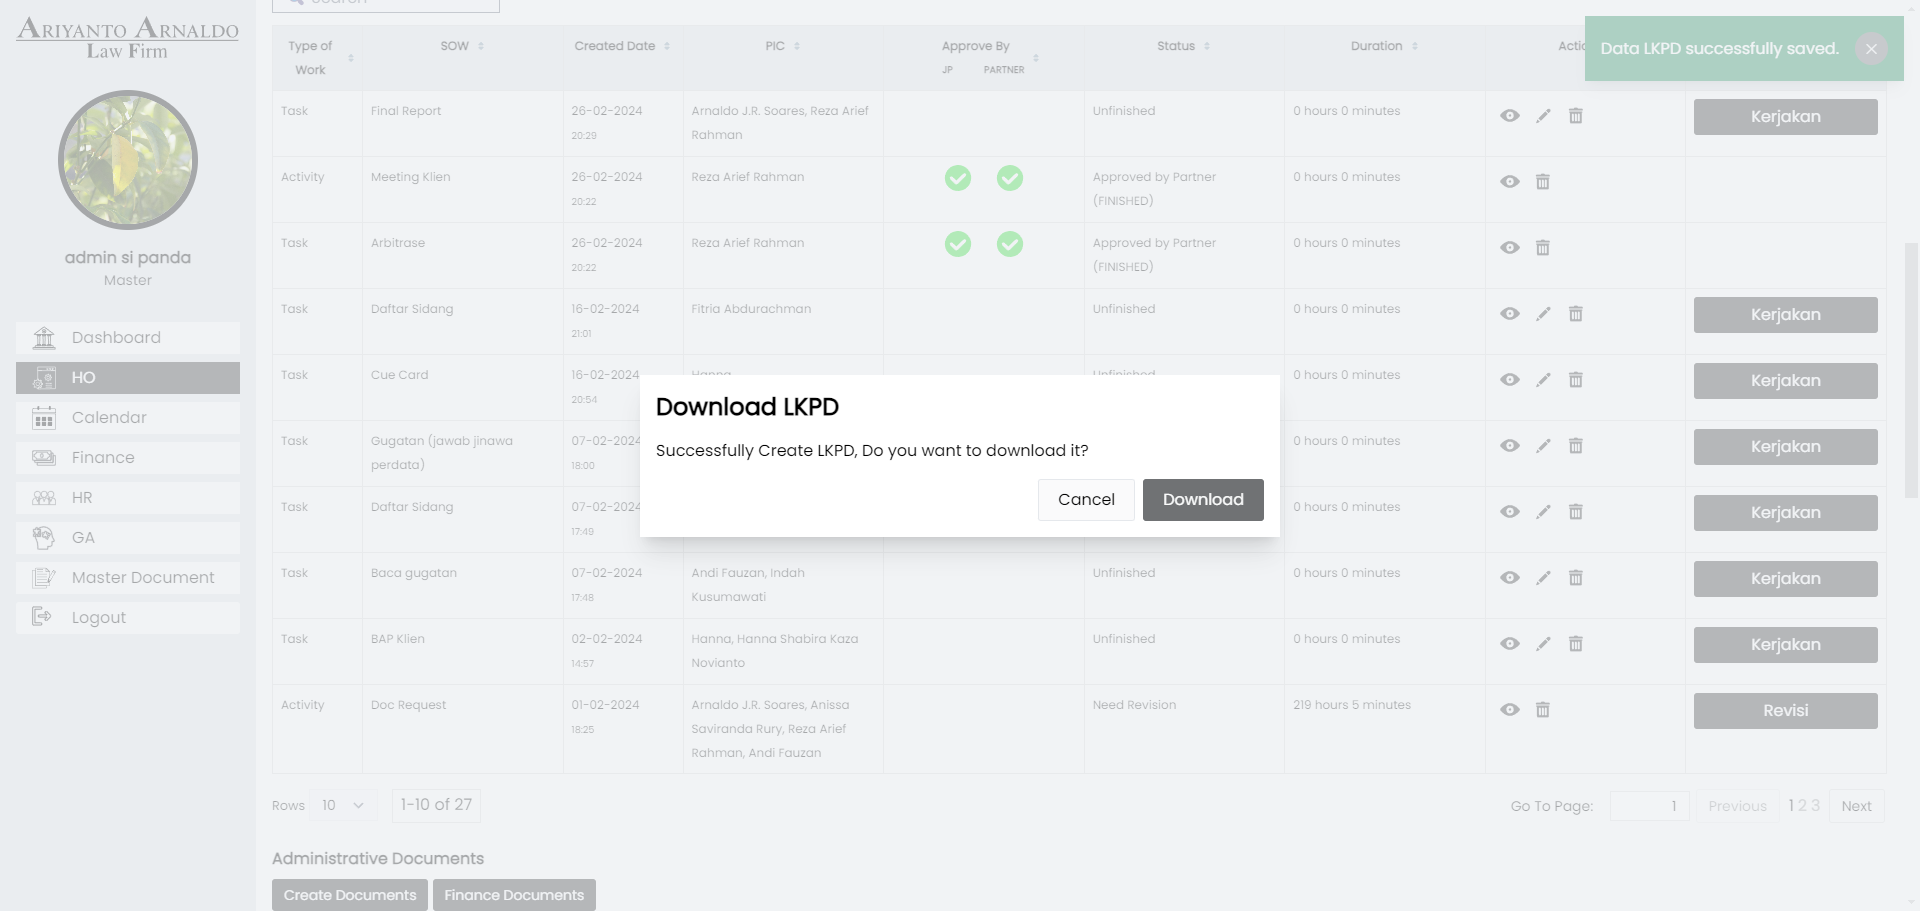 ARIYANTO ARNALDO
Law Firm
admin si panda
Master
Dashboard
HO
Calendar
Finance
HR
GA
Master Document
Logout
Data LKPD successfully saved.
Type of Work SOW Created Date PIC Approve By JP PARTNER Status Duration
Task Final Report 26-02-2024 20:29 Arnaldo J.R. Soares, Reza Arief Rahman Unfinished 0 hours 0 minutes Kerjakan
Activity Meeting Klien 26-02-2024 20:22 Reza Arief Rahman Approved by Partner (FINISHED) 0 hours 0 minutes
Task Arbitrase 26-02-2024 20:22 Reza Arief Rahman Approved by Partner (FINISHED) 0 hours 0 minutes
Task Daftar Sidang 16-02-2024 21:01 Fitria Abdurachman Unfinished 0 hours 0 minutes Kerjakan
Task Cue Card 16-02-2024 20:54 Hanna Unfinished 0 hours 0 minutes Kerjakan
Task Gugatan (jawab jinawa perdata) 07-02-2024 18:00 0 hours 0 minutes Kerjakan
Task Daftar Sidang 07-02-2024 17:49 0 hours 0 minutes Kerjakan
Task Baca gugatan 07-02-2024 17:48 Andi Fauzan, Indah Kusumawati Unfinished 0 hours 0 minutes Kerjakan
Task BAP Klien 02-02-2024 14:57 Hanna, Hanna Shabira Kaza Novianto Unfinished 0 hours 0 minutes Kerjakan
Activity Doc Request 01-02-2024 18:25 Arnaldo J.R. Soares, Anissa Saviranda Rury, Reza Arief Rahman, Andi Fauzan Need Revision 219 hours 5 minutes Revisi
Download LKPD
Successfully Create LKPD, Do you want to download it?
Cancel Download
Rows 10 1-10 of 27 Go To Page: 1 Previous 1 2 3 Next
Administrative Documents
Create Documents Finance Documents